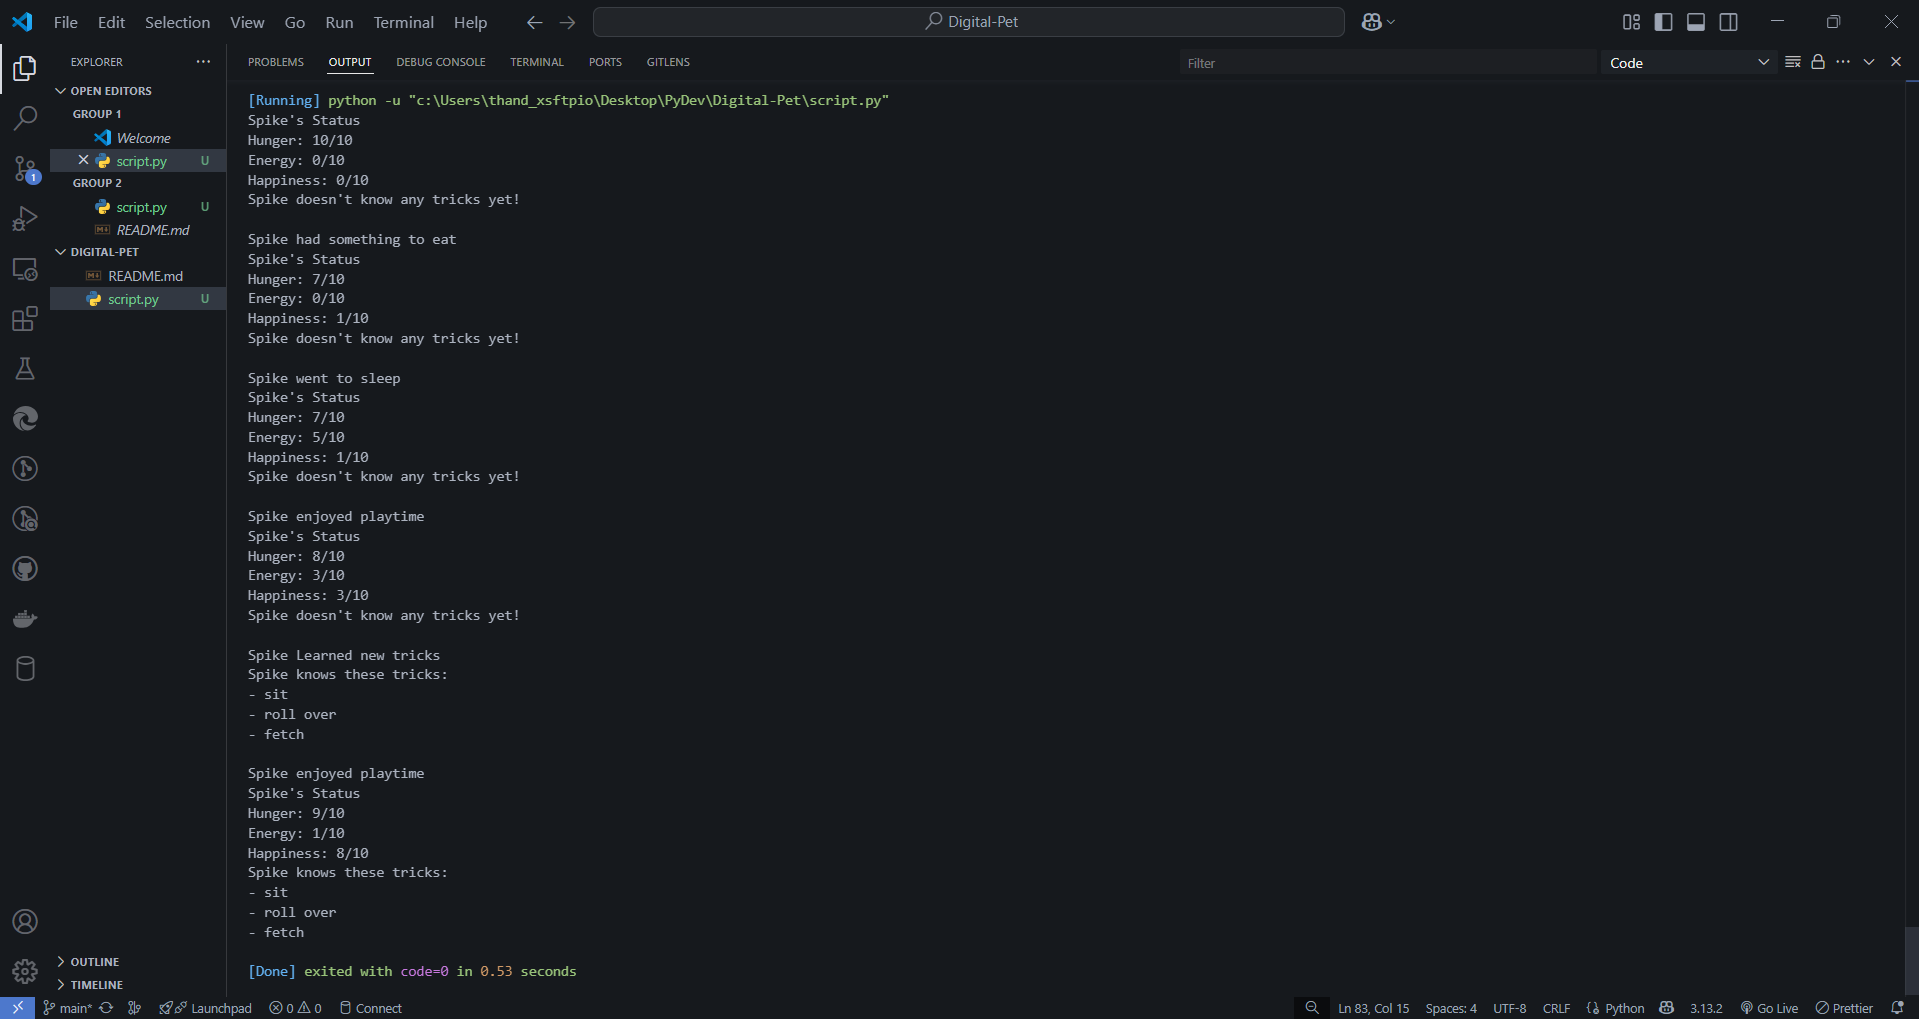 File Edit Selection View Go Run Terminal Help
Digital-Pet
EXPLORER
PROBLEMS OUTPUT DEBUG CONSOLE TERMINAL PORTS GITLENS
Filter
Code
OPEN EDITORS
GROUP 1
Welcome
script.py U
GROUP 2
script.py U
README.md
DIGITAL-PET
README.md
script.py U
1
[Running] python -u "c:\Users\thand_xsftpio\Desktop\PyDev\Digital-Pet\script.py"
Spike's Status
Hunger: 10/10
Energy: 0/10
Happiness: 0/10
Spike doesn't know any tricks yet!
Spike had something to eat
Spike's Status
Hunger: 7/10
Energy: 0/10
Happiness: 1/10
Spike doesn't know any tricks yet!
Spike went to sleep
Spike's Status
Hunger: 7/10
Energy: 5/10
Happiness: 1/10
Spike doesn't know any tricks yet!
Spike enjoyed playtime
Spike's Status
Hunger: 8/10
Energy: 3/10
Happiness: 3/10
Spike doesn't know any tricks yet!
Spike Learned new tricks
Spike knows these tricks:
- sit
- roll over
- fetch
Spike enjoyed playtime
Spike's Status
Hunger: 9/10
Energy: 1/10
Happiness: 8/10
Spike knows these tricks:
- sit
- roll over
- fetch
[Done] exited with code=0 in 0.53 seconds
OUTLINE
TIMELINE
main* Launchpad 0 0 Connect
Ln 83, Col 15 Spaces: 4 UTF-8 CRLF Python 3.13.2 Go Live Prettier